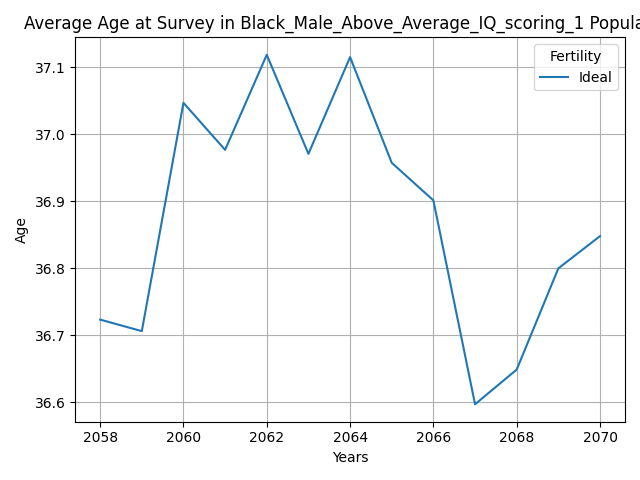 Average Age at Survey in Black_Male_Above_Average_IQ_scoring_1 Popula
Fertility
Ideal
37.1
37.0
36.9
36.8
36.7
36.6
Age
2058 2060 2062 2064 2066 2068 2070
Years